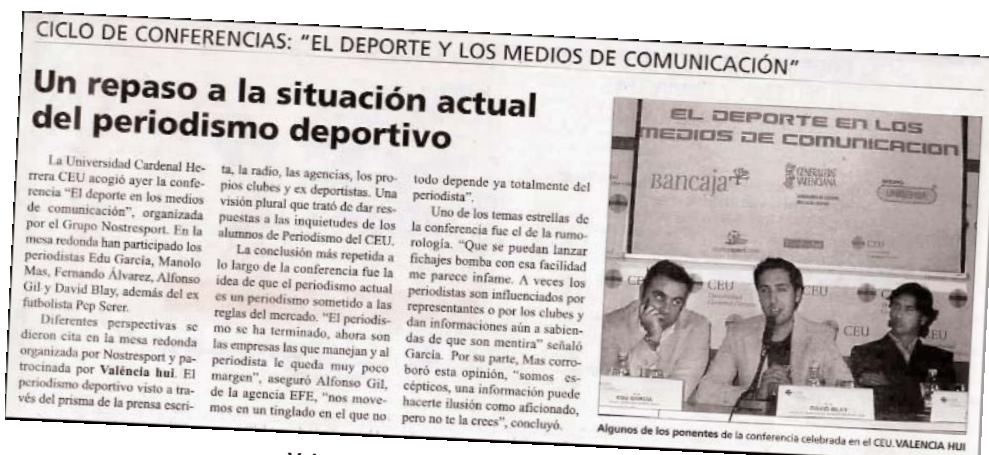 CICLO DE CONFERENCIAS: "EL DEPORTE Y LOS MEDIOS DE COMUNICACIÓN"
Un repaso a la situación actual
del periodismo deportivo
La Universidad Cardenal He-
rrera CEU acogió ayer la confe-
rencia "El deporte en los medios
de comunicación", organizada
por el Grupo Nostresport. En la
mesa redonda han participado los
periodistas Edu García, Manolo
Mas, Fernando Álvarez, Alfonso
Gil y David Blay, además del ex
futbolista Pep Serer.
Diferentes perspectivas se
dieron cita en la mesa redonda
organizada por Nostresport y pa-
trocinada por València hui. El
periodismo deportivo visto a tra-
vés del prisma de la prensa escri-
ta, la radio, las agencias, los pro-
pios clubes y ex deportistas. Una
visión plural que trató de dar res-
puestas a las inquietudes de los
alumnos de Periodismo del CEU.
La conclusión más repetida a
lo largo de la conferencia fue la
idea de que el periodismo actual
es un periodismo sometido a las
reglas del mercado. "El periodis-
mo se ha terminado, ahora son
las empresas las que manejan y al
periodista le queda muy poco
margen", aseguró Alfonso Gil,
de la agencia EFE, "nos move-
mos en un tinglado en el que no
todo depende ya totalmente del
periodista".
Uno de los temas estrellas de
la conferencia fue el de la rumo-
rología. "Que se puedan lanzar
fichajes bomba con esa facilidad
me parece infame. A veces los
periodistas son influenciados por
representantes o por los clubes y
dan informaciones aún a sabien-
das de que son mentira" señaló
García. Por su parte, Mas corro-
boró esta opinión, "somos es-
cépticos, una información puede
hacerte ilusión como aficionado,
pero no te la crees", concluyó.
EL DEPORTE EN LOS
MEDIOS DE COMUNICACION
Bancaja
GENERALITAT
VALENCIANA
CEU
CEU
CEU
CEU
CEU
EDU GARCÍA
DAVID BLAY
Algunos de los ponentes de la conferencia celebrada en el CEU. VALENCIA HUI